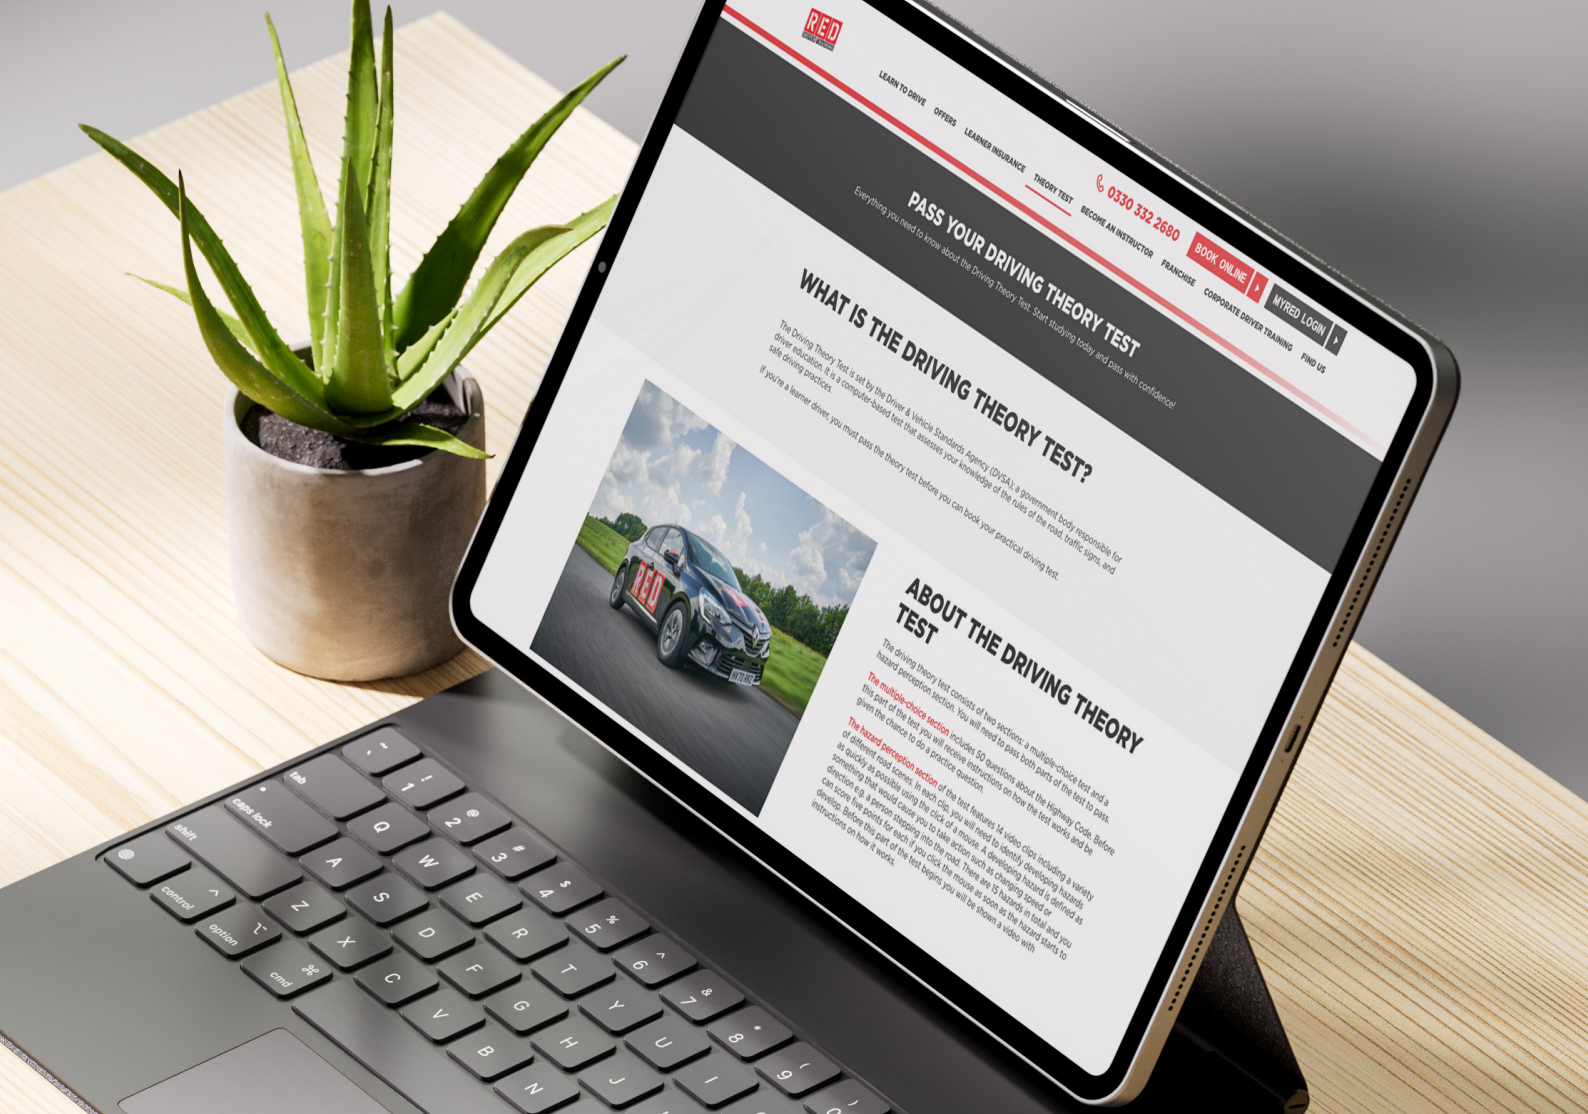 RED
LEARN TO DRIVE
OFFERS
LEARNER INSURANCE
THEORY TEST
BECOME AN INSTRUCTOR
FRANCHISE
CORPORATE DRIVER TRAINING
FIND US
0330 332 2680
BOOK ONLINE
MYRED LOGIN
PASS YOUR DRIVING THEORY TEST
Everything you need to know about the Driving Theory Test. Start studying today and pass with confidence!
WHAT IS THE DRIVING THEORY TEST?
The Driving Theory Test is set by the Driver & Vehicle Standards Agency (DVSA); a government body responsible for
driver education. It is a computer-based test that assesses your knowledge of the rules of the road, traffic signs, and
safe driving practices.
If you're a learner driver, you must pass the theory test before you can book your practical driving test.
RED
ABOUT THE DRIVING THEORY
TEST
The driving theory test consists of two sections; a multiple-choice test and a
hazard perception section. You will need to pass both parts of the test to pass.
The multiple-choice section includes 50 questions about the Highway Code. Before
this part of the test you will receive instructions on how the test works and be
given the chance to do a practice question.
The hazard perception section of the test features 14 video clips including a variety
of different road scenes. In each clip, you will need to identify developing hazards
as quickly as possible using the click of a mouse. A developing hazard is defined as
something that would cause you to take action such as changing speed or
direction e.g. a person stepping into the road. There are 15 hazards in total and you
can score five points for each if you click the mouse as soon as the hazard starts to
develop. Before this part of the test begins you will be shown a video with
instructions on how it works.
~ `
! 1
@ 2
# 3
$ 4
% 5
^ 6
& 7
* 8
( 9
) 0
tab
Q
W
E
R
T
Y
U
I
caps lock
A
S
D
F
G
H
J
shift
Z
X
C
V
B
N
control ^
option ⌥
cmd ⌘